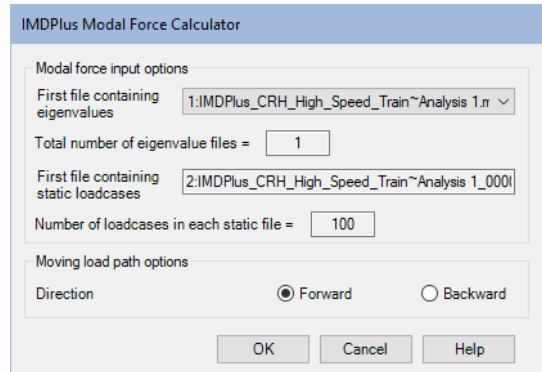 IMDPlus Modal Force Calculator
Modal force input options
First file containing
eigenvalues
1:IMDPlus_CRH_High_Speed_Train~Analysis 1.m
Total number of eigenvalue files =
1
First file containing
static loadcases
2:IMDPlus_CRH_High_Speed_Train~Analysis 1_000(
Number of loadcases in each static file =
100
Moving load path options
Direction
Forward
Backward
OK
Cancel
Help